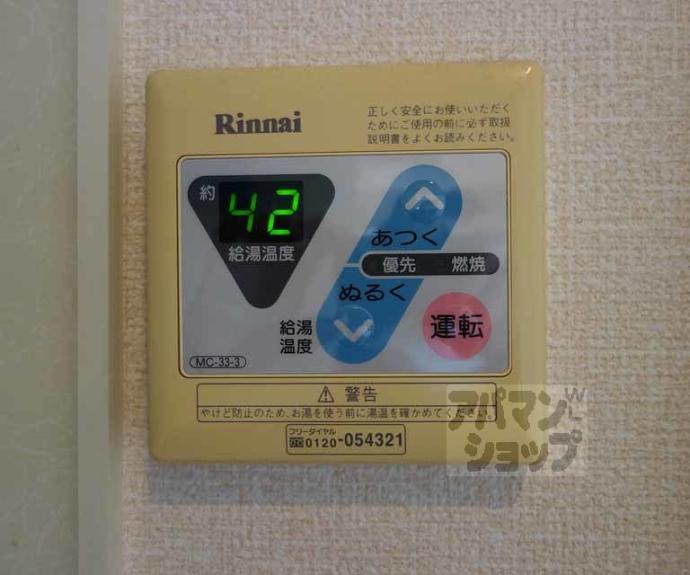 Rinnai
正しく安全にお使いいただく
ためにご使用の前に必ず取扱
説明書をよくお読みください。
約
42
給湯温度
あつく
優先 燃焼
ぬるく
給湯
温度
運転
MC-33-3
⚠ 警告
やけど防止のため、お湯を使う前に湯温を確かめてください。
フリーダイヤル
0120-054321
アパマン
ショップ